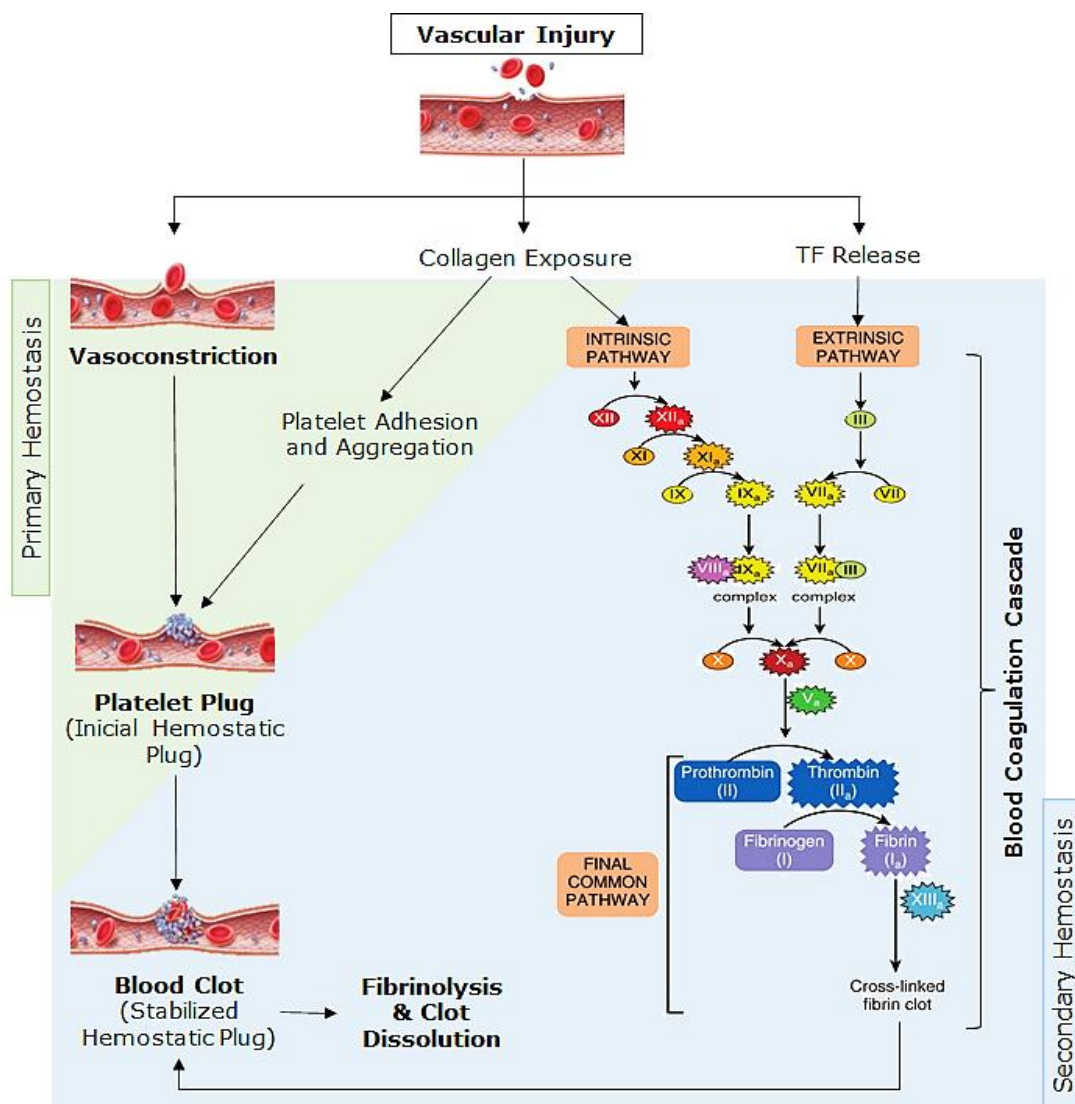 Vascular Injury
Collagen Exposure
TF Release
Primary Hemostasis
Vasoconstriction
Platelet Adhesion
and Aggregation
INTRINSIC
PATHWAY
EXTRINSIC
PATHWAY
XII
XIIa
III
XI
XIa
IX
IXa
VIIa
VII
VIIIa
IXa
VIIa
III
complex
complex
X
Xa
X
Va
Platelet Plug
(Inicial Hemostatic
Plug)
Prothrombin
(II)
Thrombin
(IIa)
Fibrinogen
(I)
Fibrin
(Ia)
FINAL
COMMON
PATHWAY
XIIIa
Cross-linked
fibrin clot
Blood Clot
(Stabilized
Hemostatic Plug)
Fibrinolysis
& Clot
Dissolution
Blood Coagulation Cascade
Secondary Hemostasis